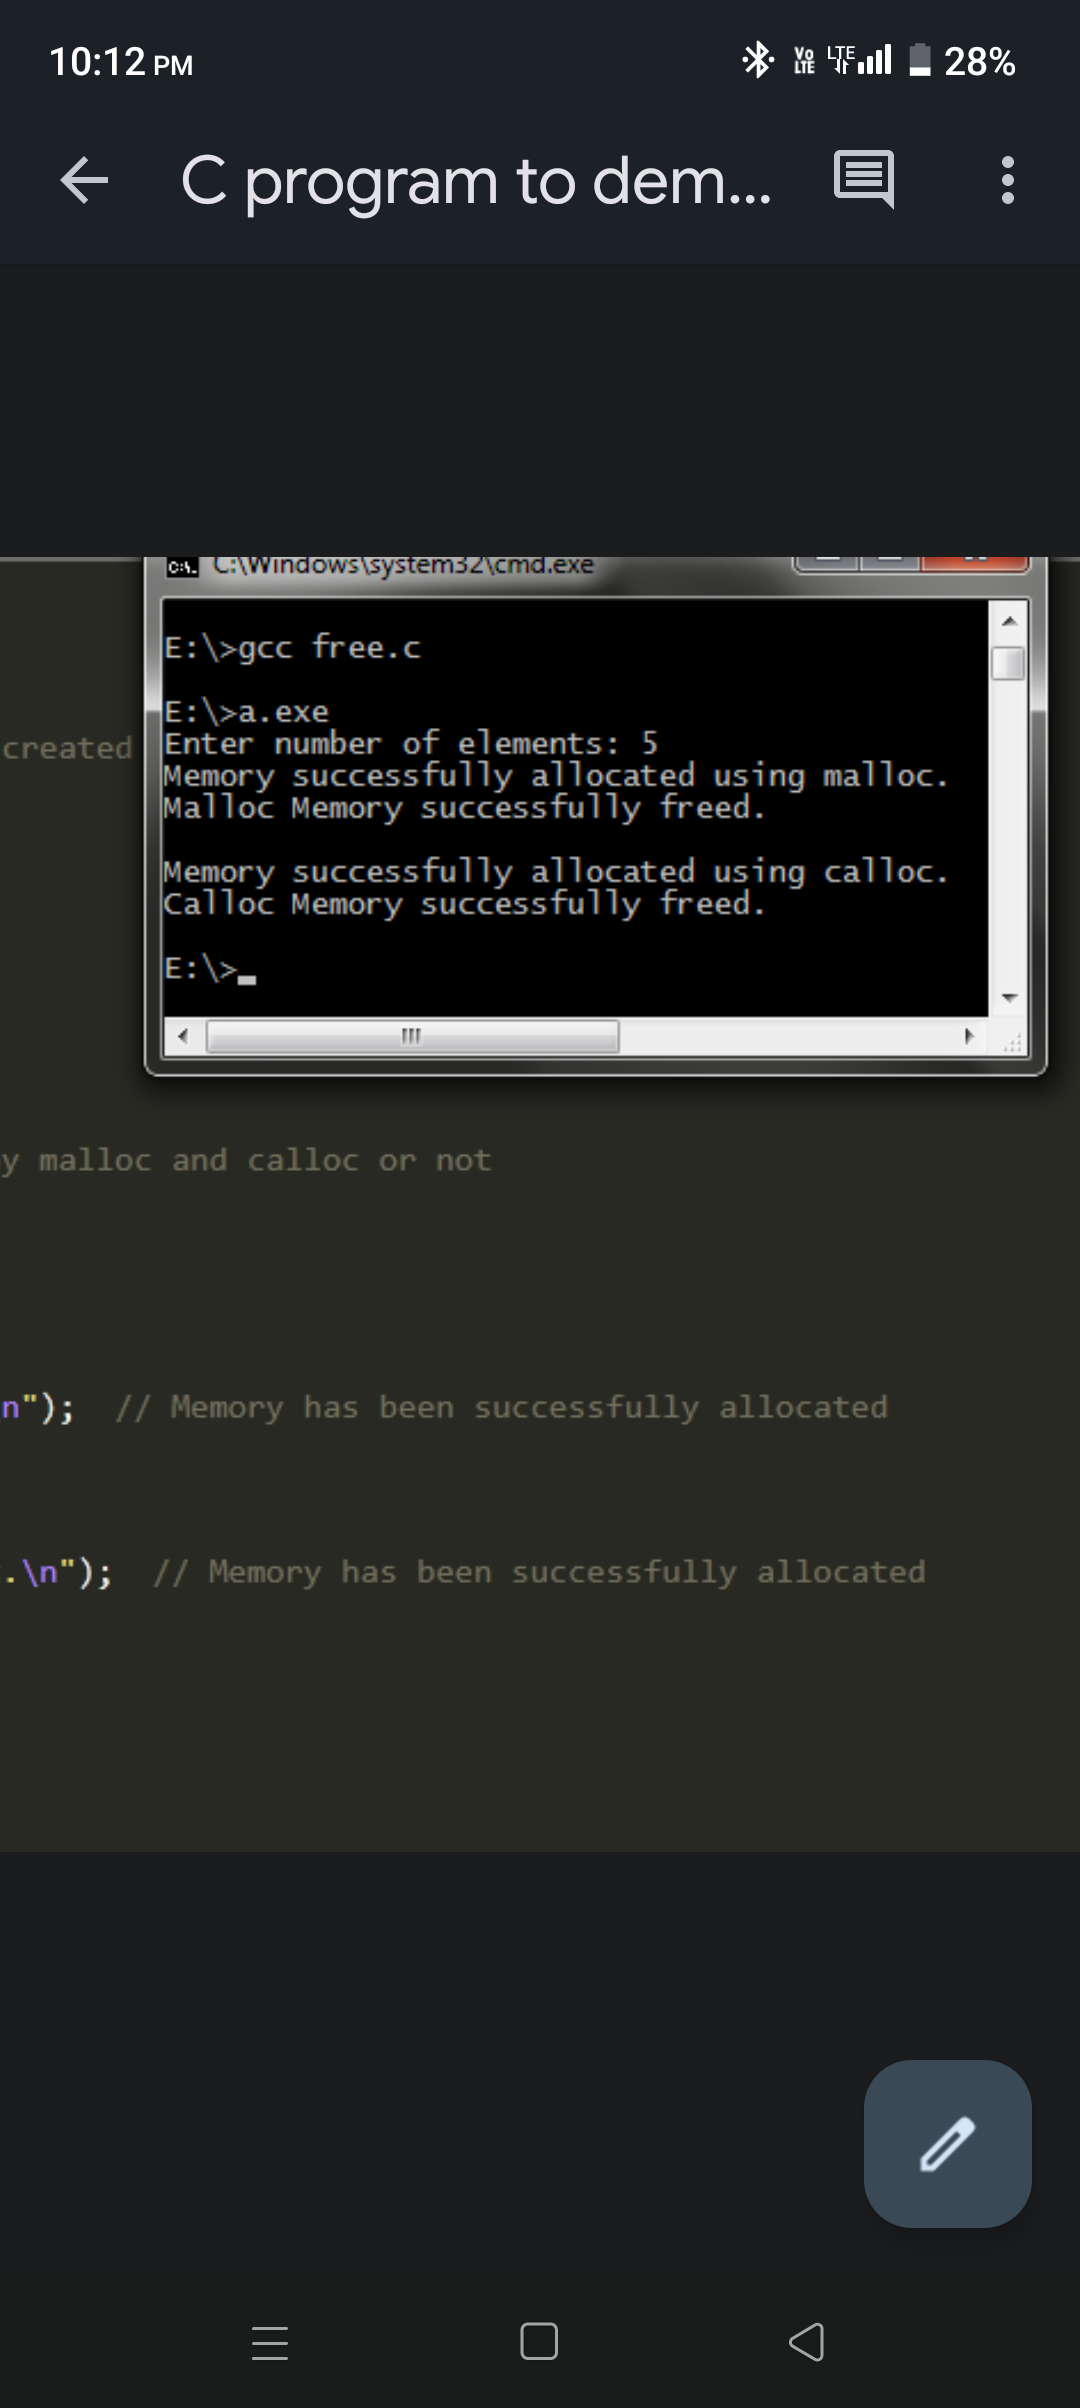 10:12 PM
Vo LTE LTE 28%
C program to dem...
C:\Windows\system32\cmd.exe
E:\>gcc free.c
E:\>a.exe
created
Enter number of elements: 5
Memory successfully allocated using malloc.
Malloc Memory successfully freed.
Memory successfully allocated using calloc.
Calloc Memory successfully freed.
E:\>_
y malloc and calloc or not
n"); // Memory has been successfully allocated
.\n"); // Memory has been successfully allocated